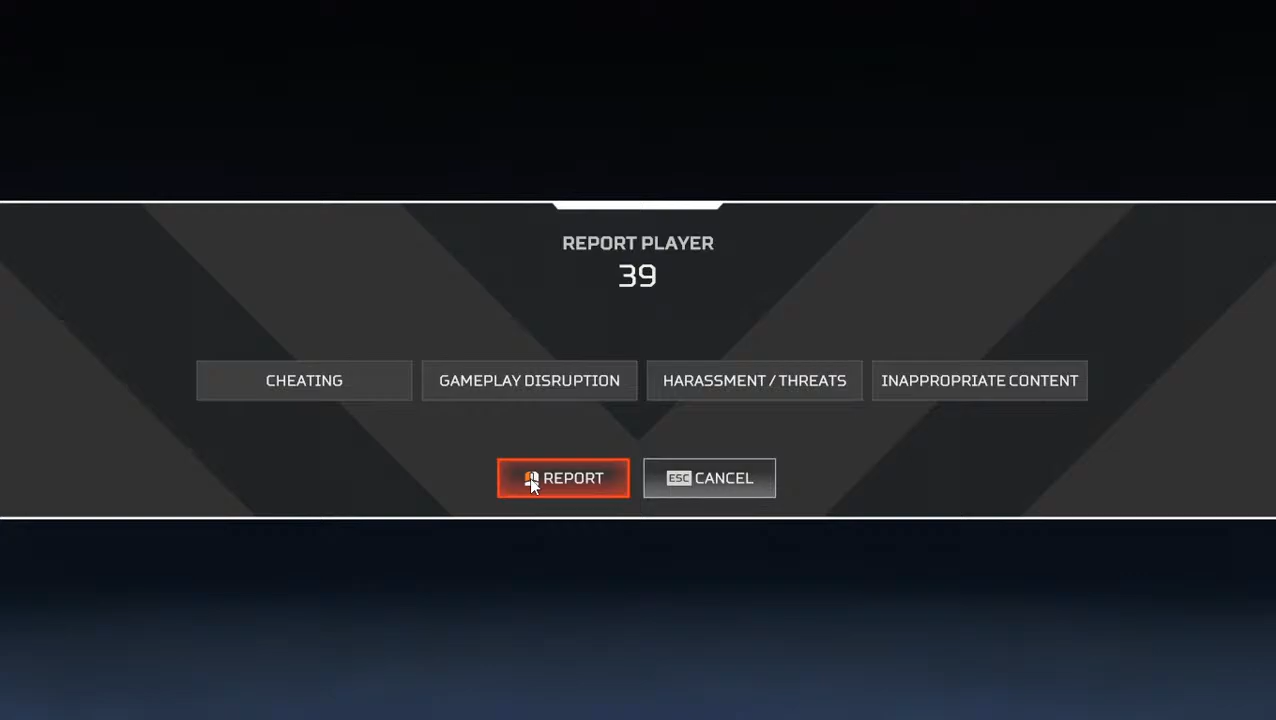 REPORT PLAYER
39
CHEATING GAMEPLAY DISRUPTION HARASSMENT / THREATS INAPPROPRIATE CONTENT
REPORT ESC CANCEL